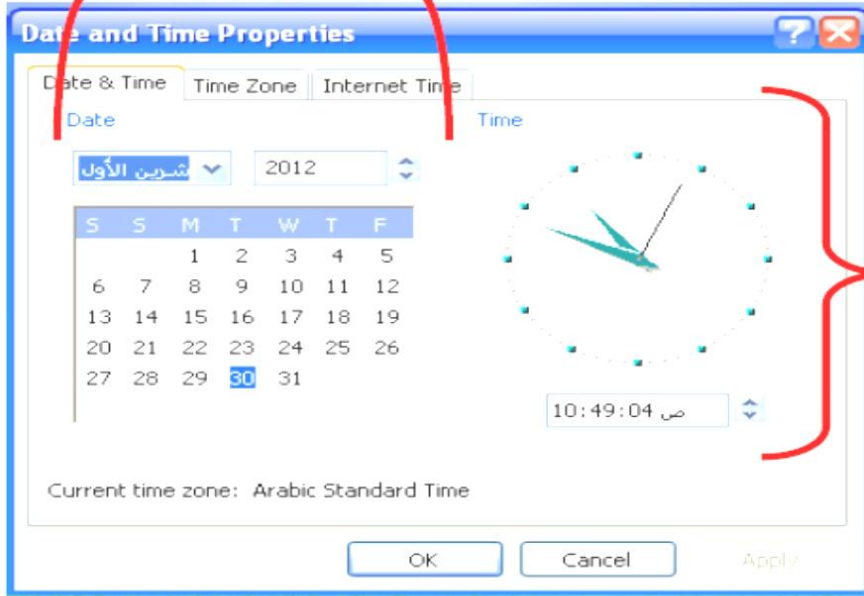 Date and Time Properties
Date & Time Time Zone Internet Time
Date Time
تشرين الأول 2012
S S M T W T F
1 2 3 4 5
6 7 8 9 10 11 12
13 14 15 16 17 18 19
20 21 22 23 24 25 26
27 28 29 30 31
10:49:04 ص
Current time zone: Arabic Standard Time
OK Cancel Apply